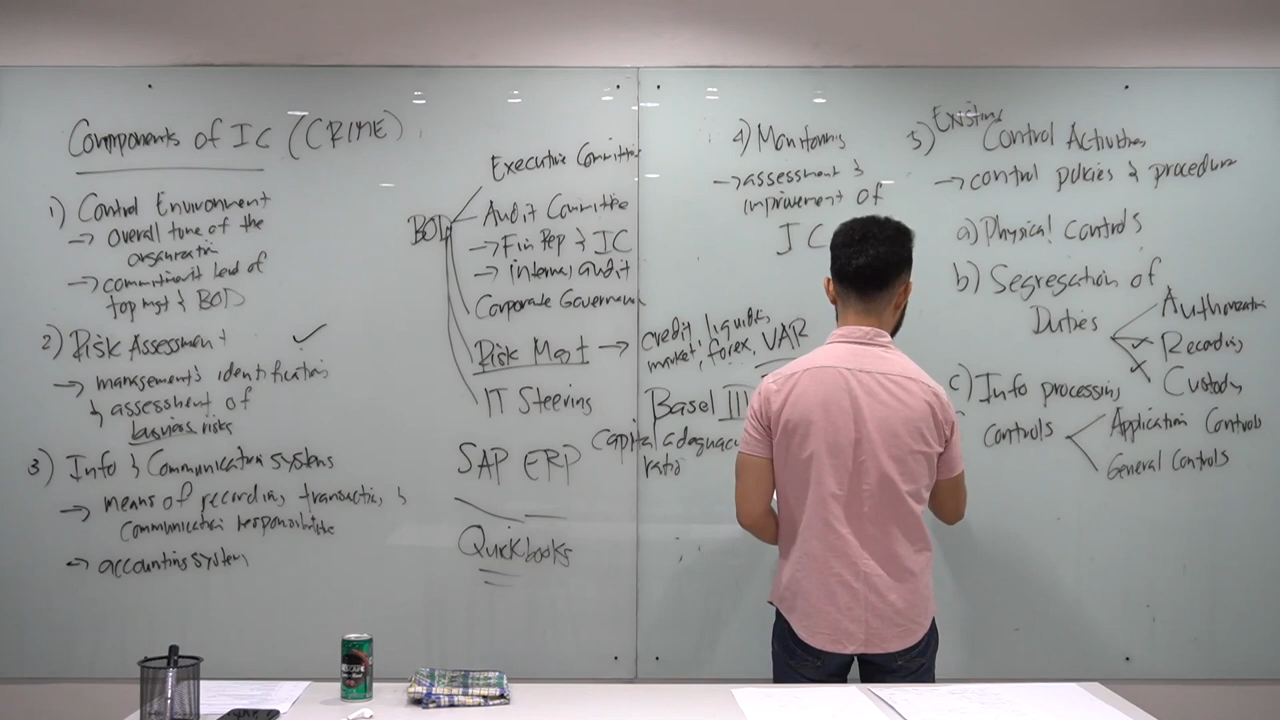 Components of IC (CRIME)
1) Control Environment
→ overall tone of the
organization
→ commitment level of
top mgt & BOD
2) Risk Assessment ✓
→ management's identification
& assessment of
business risks
3) Info & Communication systems
→ means of recording transactions &
communication responsibilities
→ accounting system
BOD
Executive Committee
Audit Committee
→ Fin Rep & IC
→ internal audit
Corporate Governance
Risk Mgmt → credit, liquidity,
market, forex, VAR
IT Steering
Basel III
capital adequacy
ratio
SAP ERP
Quickbooks
4) Monitoring
→ assessment &
improvement of
IC
5) Existing Control Activities
→ control policies & procedure
a) Physical controls
b) Segregation of
Duties
Authorization
Recording
Custody
c) Info processing
controls
Application Controls
General Controls